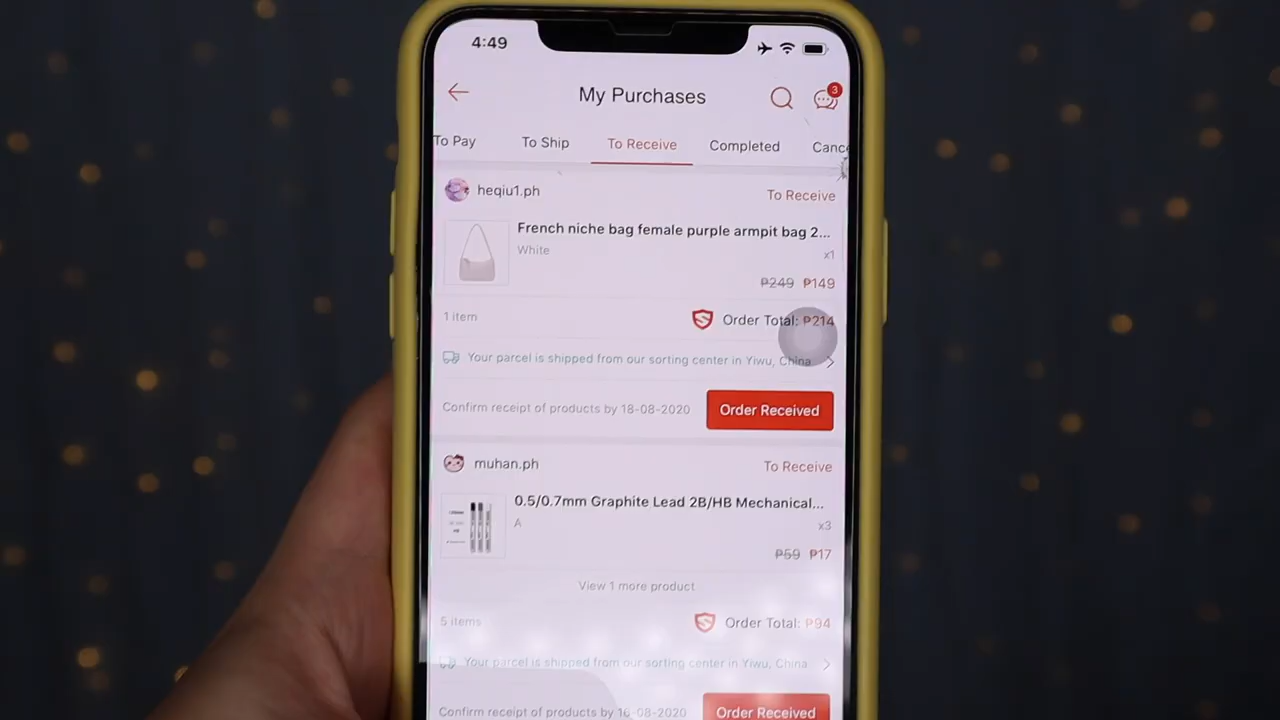 4:49
My Purchases
3
To Pay To Ship To Receive Completed Canc
heqiu1.ph To Receive
French niche bag female purple armpit bag 2...
White x1
₱249 ₱149
1 item Order Total: ₱214
Your parcel is shipped from our sorting center in Yiwu, China
Confirm receipt of products by 18-08-2020 Order Received
muhan.ph To Receive
0.5/0.7mm Graphite Lead 2B/HB Mechanical...
A x3
₱59 ₱17
View 1 more product
5 items Order Total: ₱94
Your parcel is shipped from our sorting center in Yiwu, China
Confirm receipt of products by 16-08-2020 Order Received